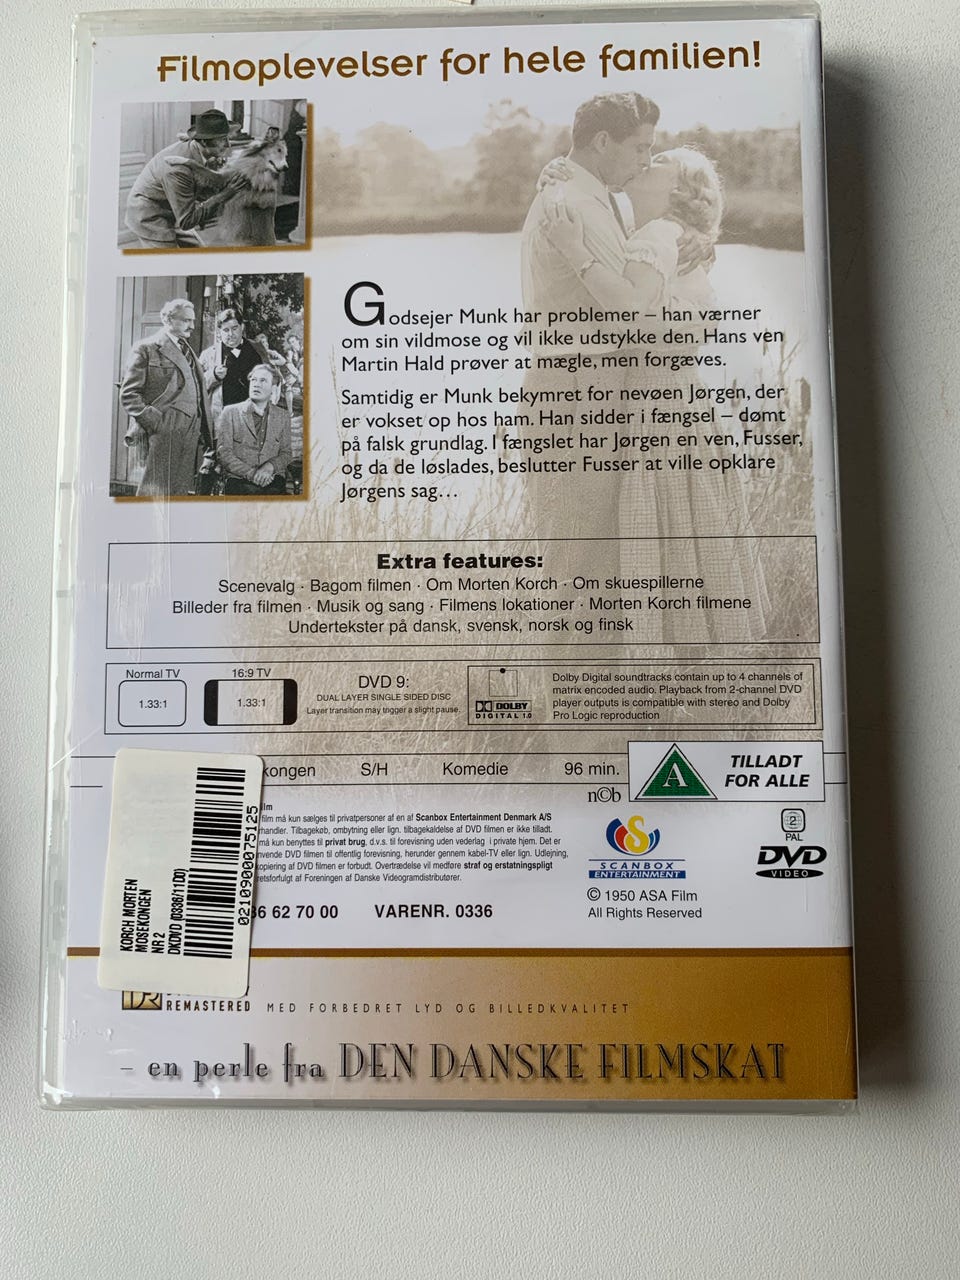 Filmoplevelser for hele familien!
Godsejer Munk har problemer – han værner
om sin vildmose og vil ikke udstykke den. Hans ven
Martin Hald prøver at mægle, men forgæves.
Samtidig er Munk bekymret for nevøen Jørgen, der
er vokset op hos ham. Han sidder i fængsel – dømt
på falsk grundlag. I fængslet har Jørgen en ven, Fusser,
og da de løslades, beslutter Fusser at ville opklare
Jørgens sag...
Extra features:
Scenevalg · Bagom filmen · Om Morten Korch · Om skuespillerne
Billeder fra filmen · Musik og sang · Filmens lokationer · Morten Korch filmene
Undertekster på dansk, svensk, norsk og finsk
Normal TV
1.33:1
16:9 TV
1.33:1
DVD 9:
DUAL LAYER SINGLE SIDED DISC
Layer transition may trigger a slight pause.
DOLBY
DIGITAL 1.0
Dolby Digital soundtracks contain up to 4 channels of
matrix encoded audio. Playback from 2-channel DVD
player outputs is compatible with stereo and Dolby
Pro Logic reproduction
kongen S/H Komedie 96 min.
n©b
A
TILLADT
FOR ALLE
ilm
film må kun sælges til privatpersoner af en af Scanbox Entertainment Denmark A/S
rhandler. Tilbagekøb, ombytning eller lign. tilbagekaldelse af DVD filmen er ikke tilladt.
må kun benyttes til privat brug, d.v.s. til forevisning uden vederlag i private hjem. Det er
nvende DVD filmen til offentlig forevisning, herunder gennem kabel-TV eller lign. Udlejning,
kopiering af DVD filmen er forbudt. Overtrædelse vil medføre straf og erstatningspligt
retsforfulgt af Foreningen af Danske Videogramdistributører.
36 62 70 00 VARENR. 0336
SCANBOX
ENTERTAINMENT
© 1950 ASA Film
All Rights Reserved
2
PAL
DVD
VIDEO
KORCH MORTEN
MOSEKONGEN
NR 2
DKDVD (0336/1100)
0210900075125
REMASTERED MED FORBEDRET LYD OG BILLEDKVALITET
– en perle fra DEN DANSKE FILMSKAT